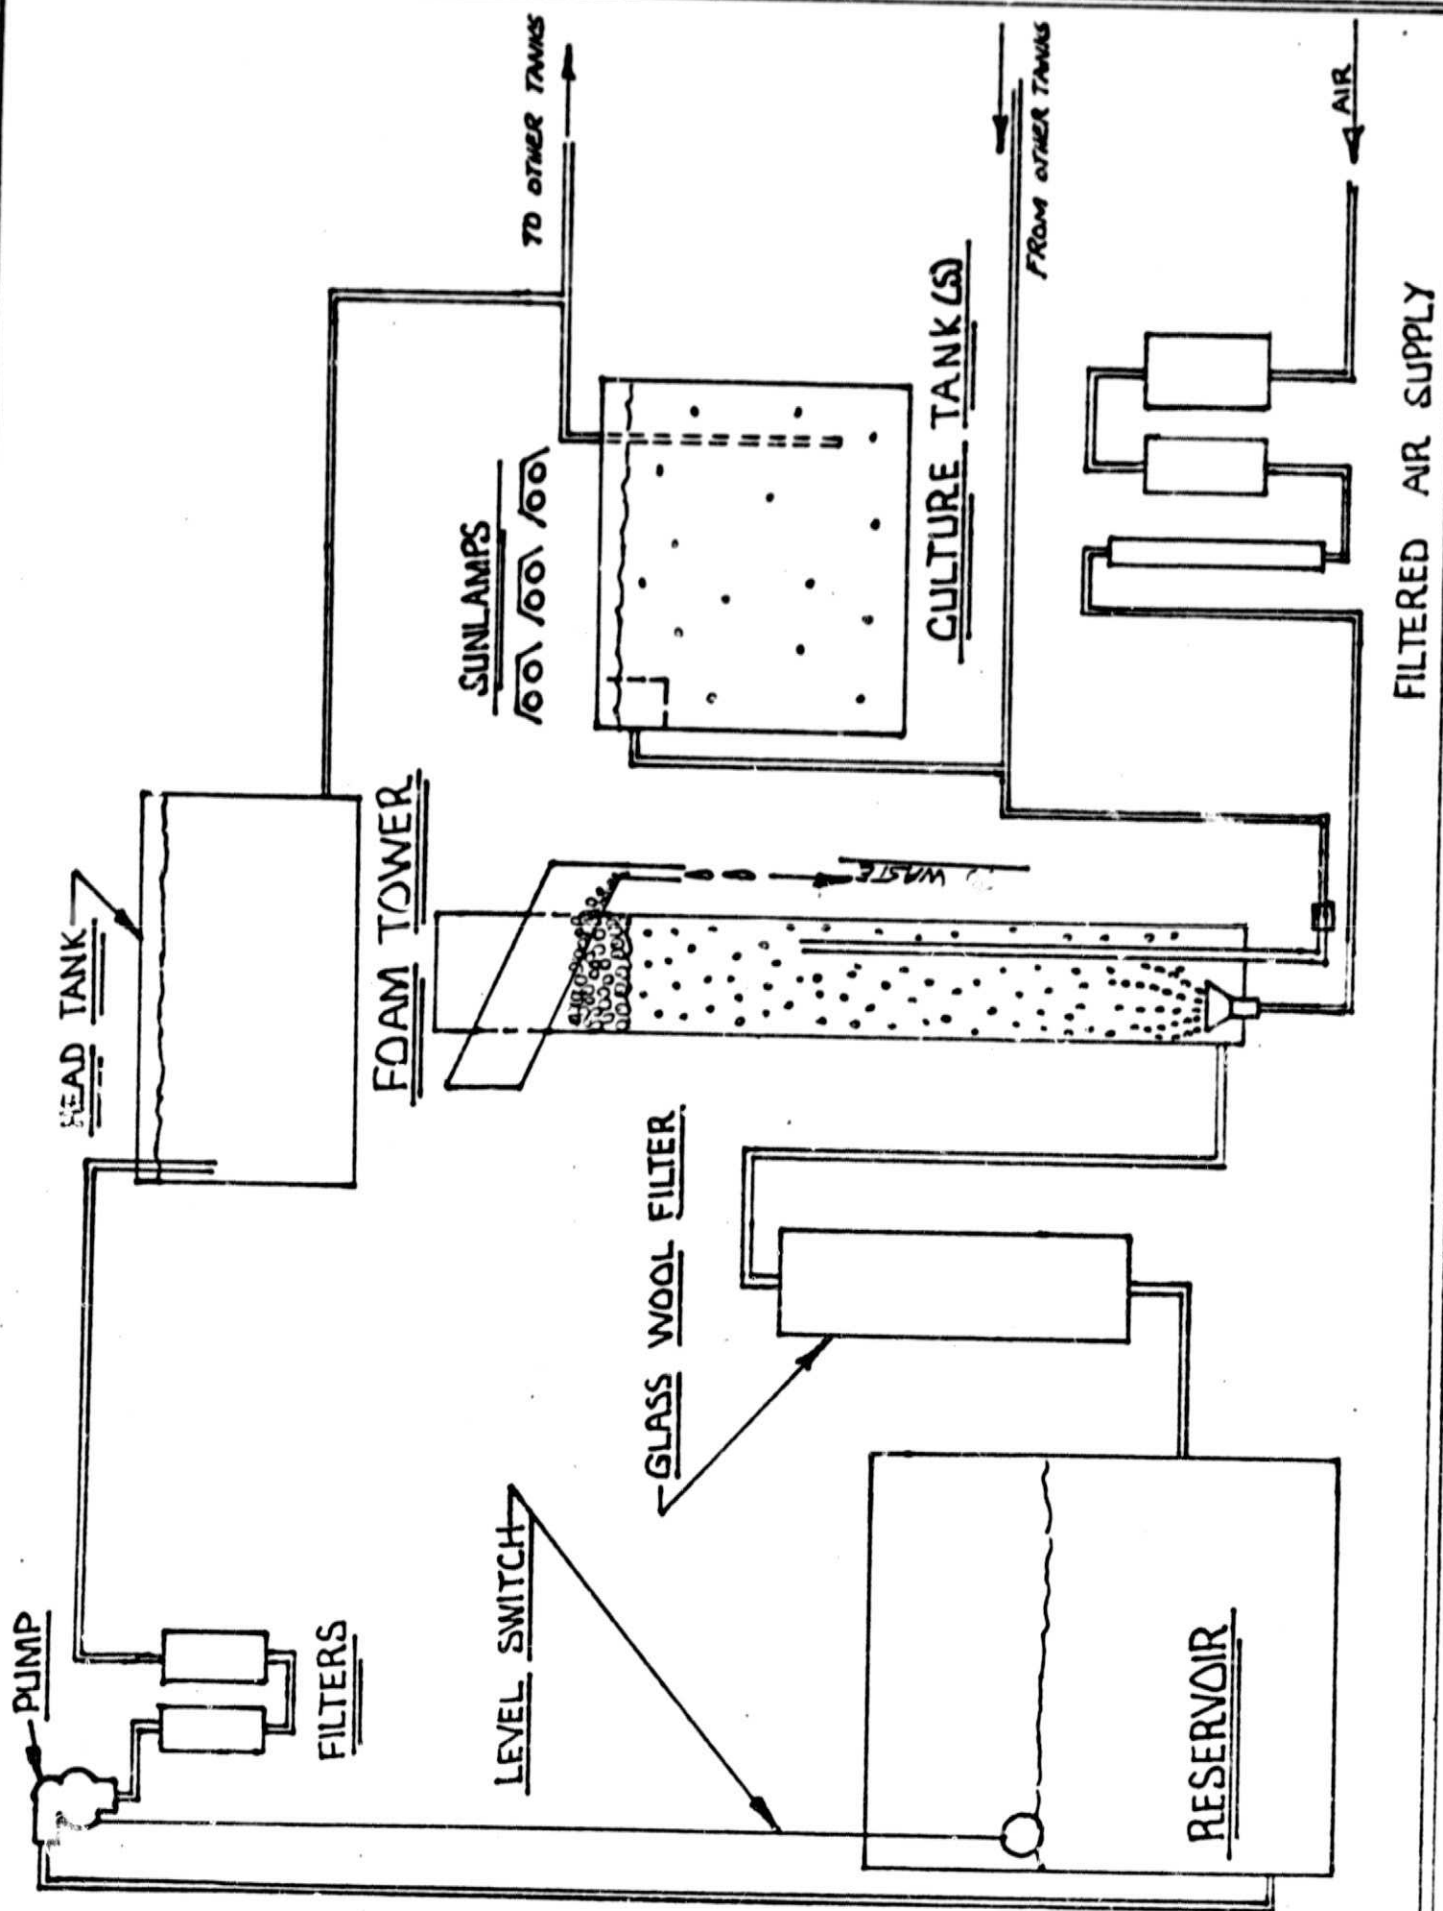 PUMP
FILTERS
HEAD TANK
LEVEL SWITCH
GLASS WOOL FILTER
RESERVOIR
FOAM TOWER
WASTE
SUNLAMPS
CULTURE TANK(S)
TO OTHER TANKS
FROM OTHER TANKS
AIR
FILTERED AIR SUPPLY